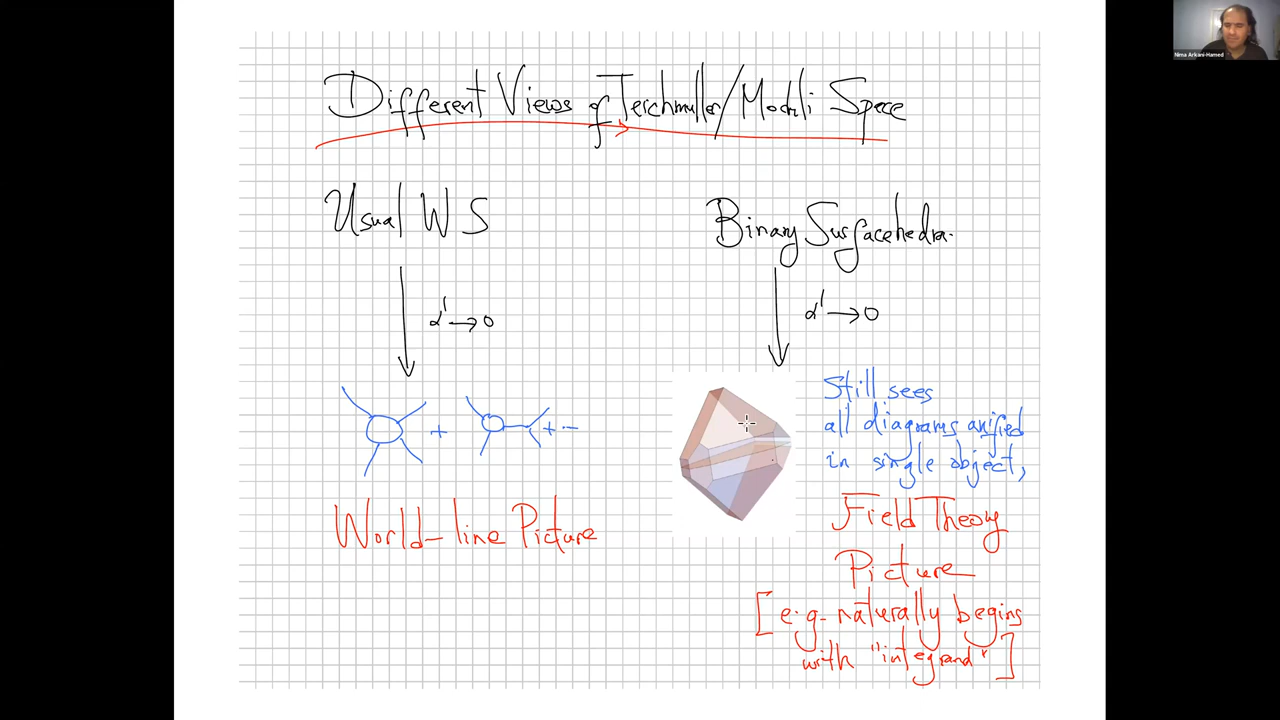 Different Views of Teichmuller/Moduli Space
Usual WS
Binary Surfacehedra.
α' → 0
α' → 0
Still sees
all diagrams unified
in single object,
+ + --
World-line Picture
Field Theory
Picture
[e.g. naturally begins
with "integrand"]
Nima Arkani-Hamed